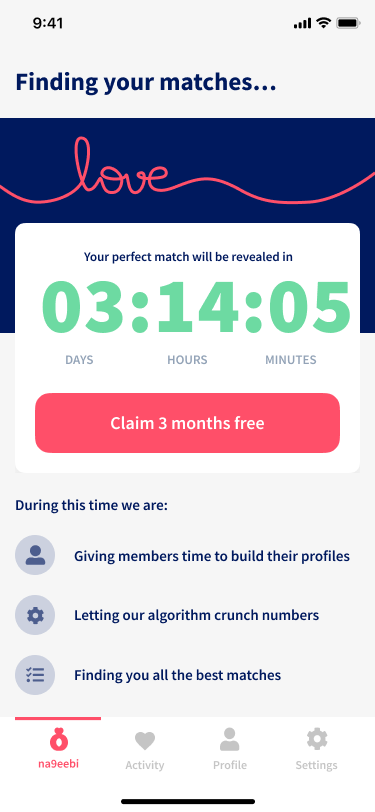 9:41
Finding your matches...
love
Your perfect match will be revealed in
03:14:05
DAYS HOURS MINUTES
Claim 3 months free
During this time we are:
Giving members time to build their profiles
Letting our algorithm crunch numbers
Finding you all the best matches
na9eebi Activity Profile Settings